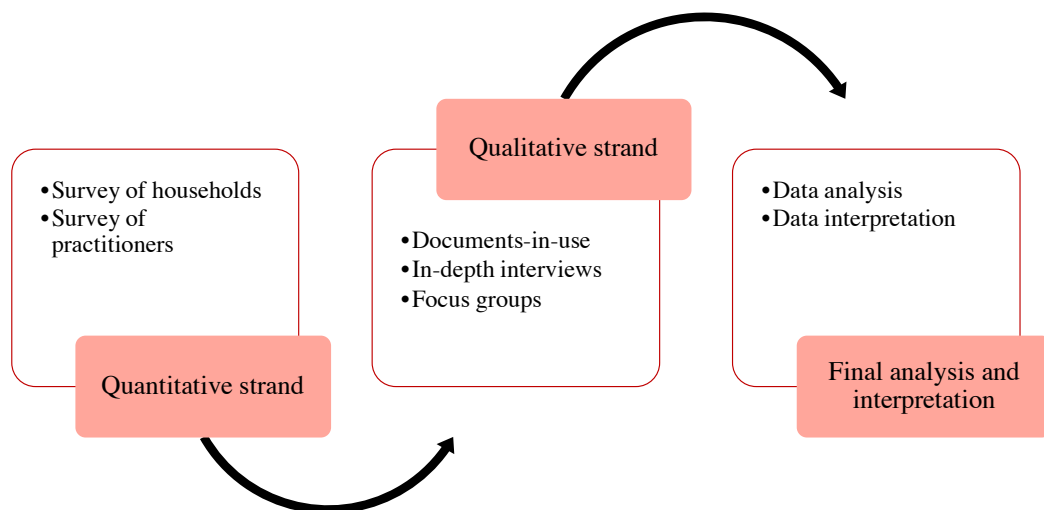 •Survey of households
•Survey of
practitioners
Quantitative strand
Qualitative strand
•Documents-in-use
•In-depth interviews
•Focus groups
•Data analysis
•Data interpretation
Final analysis and
interpretation